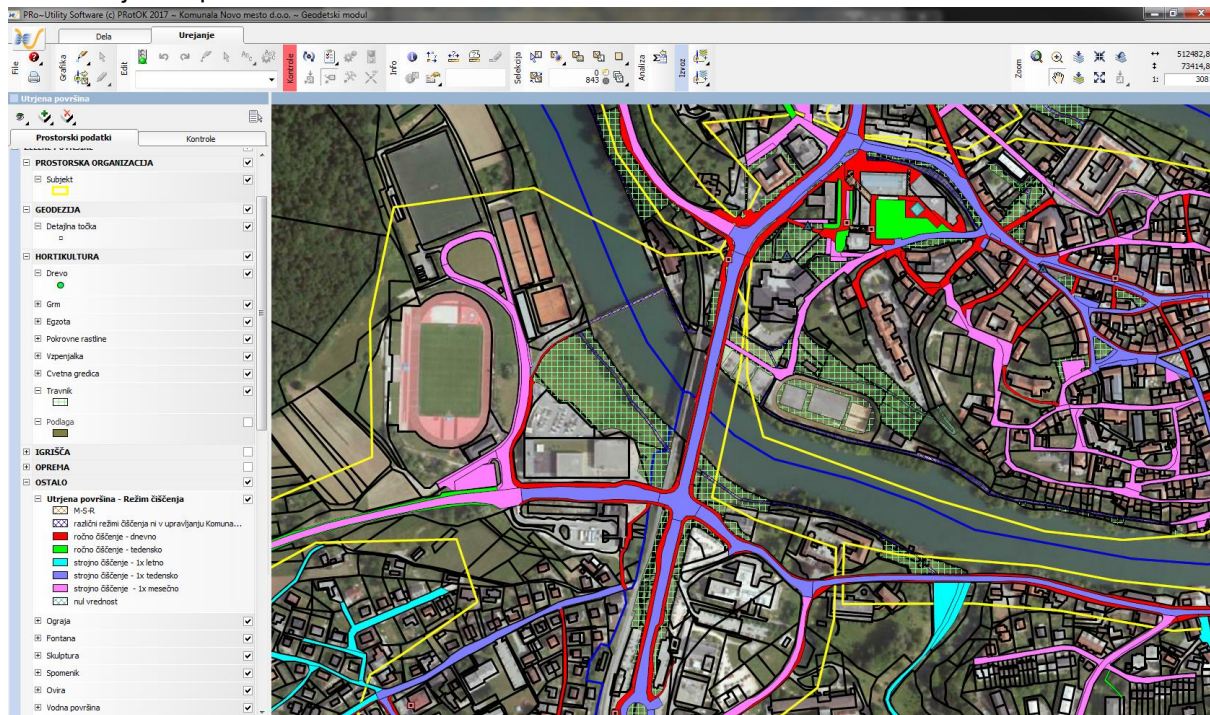 PRo~Utility Software (c) PRotOK 2017 ~ Komunala Novo mesto d.o.o. ~ Geodetski modul
Dela
Urejanje
File
Grafika
Edit
Kontrole
Info
Selekcija
0
843
Analiza
Izvoz
Zoom
512482,8
73414,8
1: 308
Utrjena površina
Prostorski podatki
Kontrole
PROSTORSKA ORGANIZACIJA
Subjekt
GEODEZIJA
Detajlna točka
HORTIKULTURA
Drevo
Grm
Egzota
Pokrovne rastline
Vzpenjalka
Cvetna gredica
Travnik
Podlaga
IGRIŠČA
OPREMA
OSTALO
Utrjena površina - Režim čiščenja
M-S-R
različni režimi čiščenja ni v upravljanju Komuna...
ročno čiščenje - dnevno
ročno čiščenje - tedensko
strojno čiščenje - 1x letno
strojno čiščenje - 1x tedensko
strojno čiščenje - 1x mesečno
nul vrednost
Ograja
Fontana
Skulptura
Spomenik
Ovira
Vodna površina